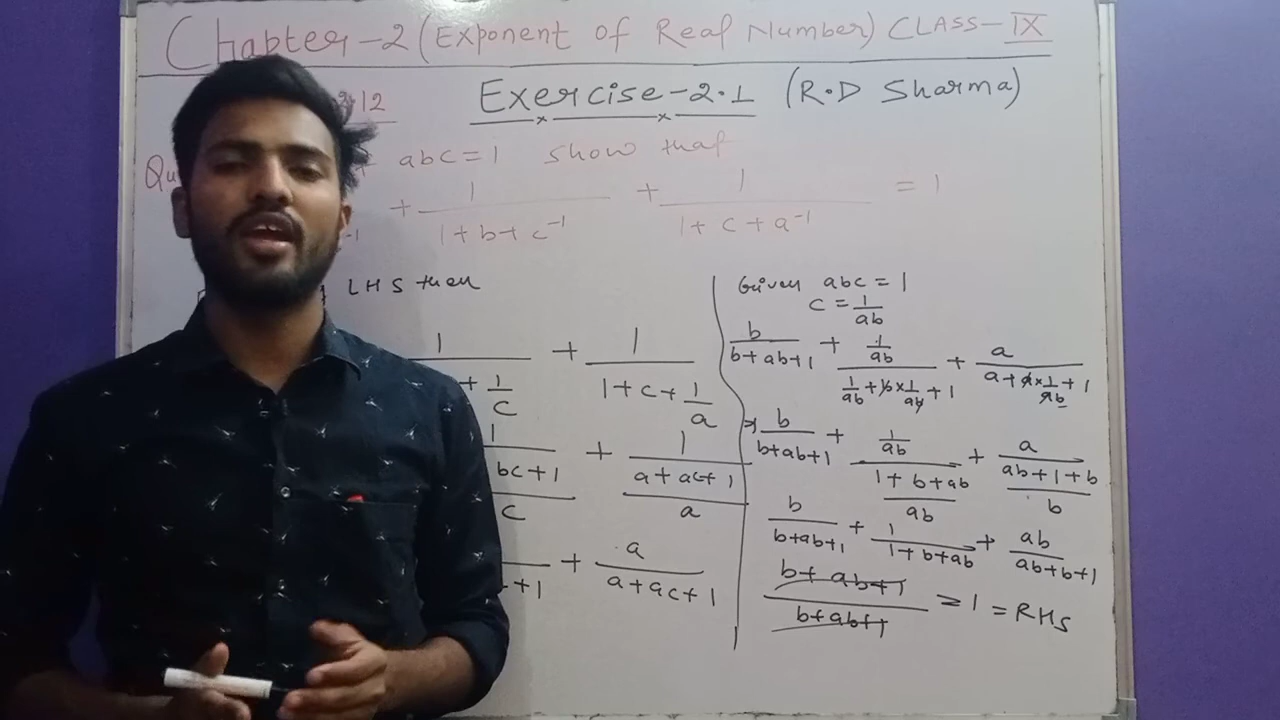 Chapter-2 (Exponent of Real Number) CLASS-IX
12
Exercise-2.1 (R.D Sharma)
abc=1 show that
+ 1/(1+b+c⁻¹) + 1/(1+c+a⁻¹) = 1
LHS then
1/( + 1/c) + 1/(1+c+1/a)
1/((bc+1)/c) + 1/((a+ac+1)/a)
/( +1) + a/(a+ac+1)
Given abc=1
c = 1/ab
b/(b+ab+1) + (1/ab)/(1/ab+b×1/ab+1) + a/(a+a×1/ab+1)
⇒ b/(b+ab+1) + (1/ab)/((1+b+ab)/ab) + a/((ab+1+b)/b)
b/(b+ab+1) + 1/(1+b+ab) + ab/(ab+b+1)
(b+ab+1)/(b+ab+1) = 1 = RHS